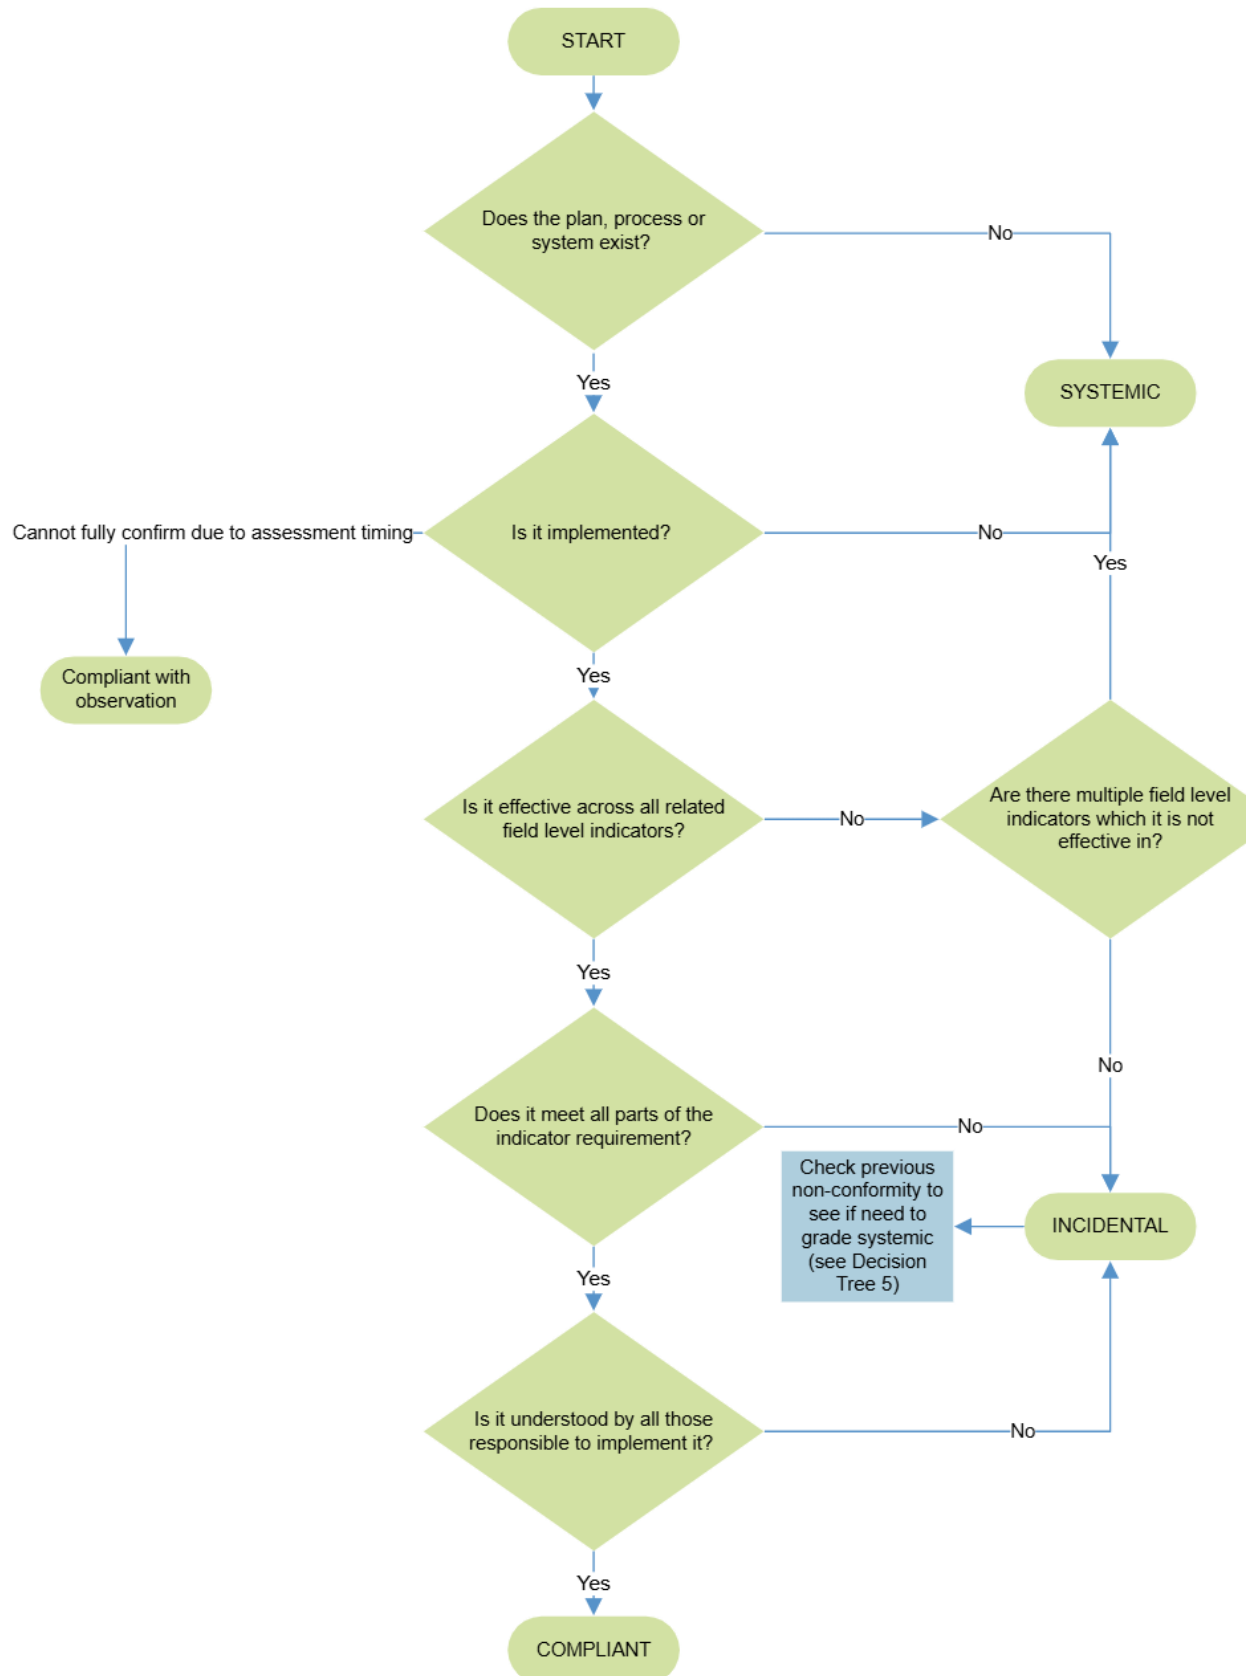 START
Does the plan, process or
system exist?
No
Yes
SYSTEMIC
Cannot fully confirm due to assessment timing
Is it implemented?
No
Yes
Compliant with
observation
Yes
Is it effective across all related
field level indicators?
No
Are there multiple field level
indicators which it is not
effective in?
Yes
No
Does it meet all parts of the
indicator requirement?
No
Check previous
non-conformity to
see if need to
grade systemic
(see Decision
Tree 5)
INCIDENTAL
Yes
Is it understood by all those
responsible to implement it?
No
Yes
COMPLIANT